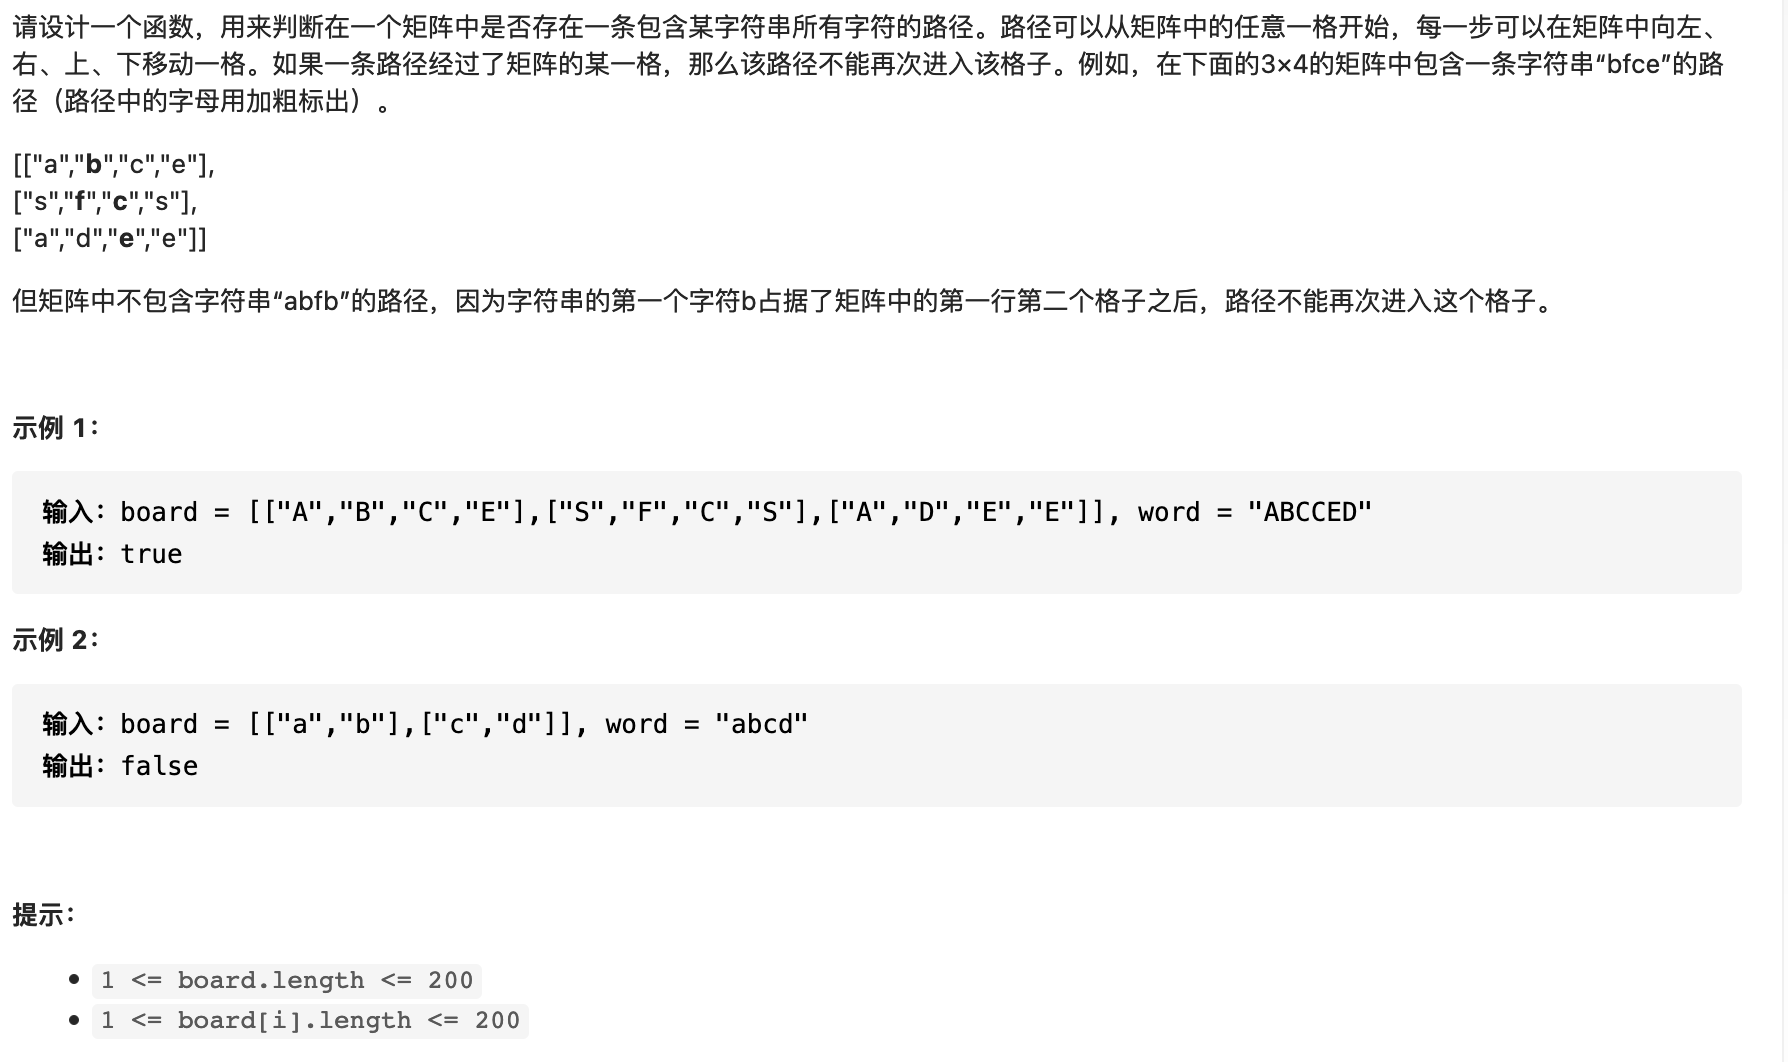 请设计一个函数，用来判断在一个矩阵中是否存在一条包含某字符串所有字符的路径。路径可以从矩阵中的任意一格开始，每一步可以在矩阵中向左、
右、上、下移动一格。如果一条路径经过了矩阵的某一格，那么该路径不能再次进入该格子。例如，在下面的3×4的矩阵中包含一条字符串“bfce”的路
径（路径中的字母用加粗标出）。
[["a","b","c","e"],
["s","f","c","s"],
["a","d","e","e"]]
但矩阵中不包含字符串“abfb”的路径，因为字符串的第一个字符b占据了矩阵中的第一行第二个格子之后，路径不能再次进入这个格子。
示例 1：
输入：board = [["A","B","C","E"],["S","F","C","S"],["A","D","E","E"]], word = "ABCCED"
输出：true
示例 2：
输入：board = [["a","b"],["c","d"]], word = "abcd"
输出：false
提示：
1 <= board.length <= 200
1 <= board[i].length <= 200